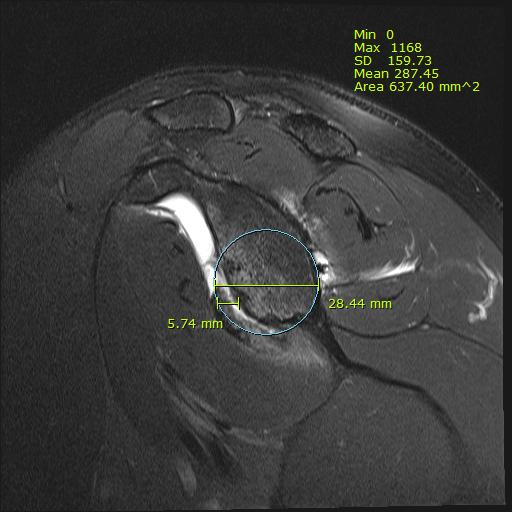 Min 0
Max 1168
SD 159.73
Mean 287.45
Area 637.40 mm^2
28.44 mm
5.74 mm